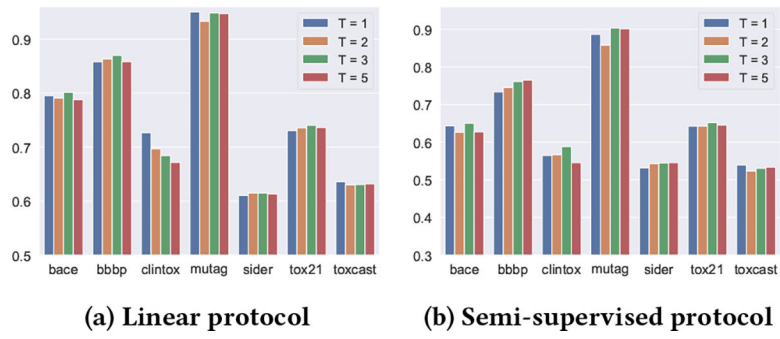 0.9
0.8
0.7
0.6
0.5
T = 1
T = 2
T = 3
T = 5
bace bbbp clintox mutag sider tox21 toxcast
(a) Linear protocol
0.9
0.8
0.7
0.6
0.5
0.4
0.3
T = 1
T = 2
T = 3
T = 5
bace bbbp clintox mutag sider tox21 toxcast
(b) Semi-supervised protocol